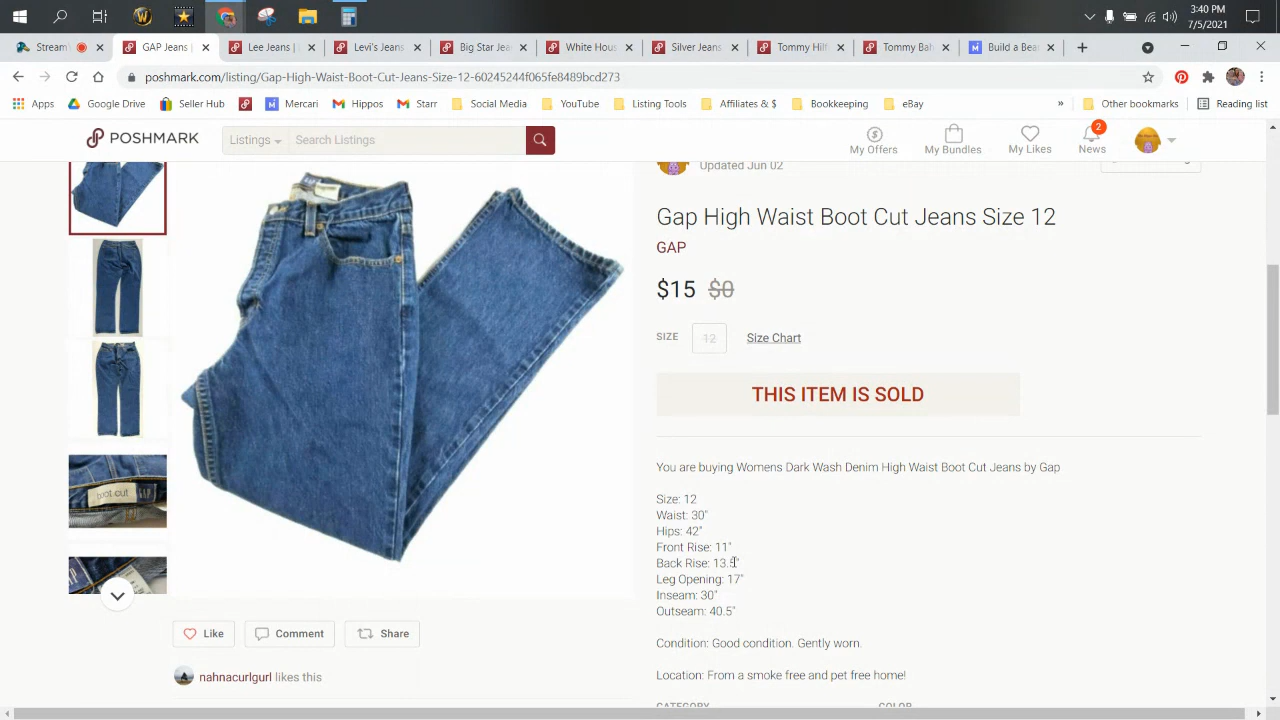 3:40 PM
7/5/2021
Stream
GAP Jeans |
Lee Jeans |
Levi's Jeans
Big Star Je
White Hous
Silver Jeans
Tommy Hilf
Tommy Bah
Build a Bea
poshmark.com/listing/Gap-High-Waist-Boot-Cut-Jeans-Size-12-60245244f065fe8489bcd273
Apps
Google Drive
Seller Hub
Mercari
Hippos
Starr
Social Media
YouTube
Listing Tools
Affiliates & $
Bookkeeping
eBay
»
Other bookmarks
Reading list
POSHMARK
Listings
Search Listings
My Offers
My Bundles
My Likes
2
News
Updated Jun 02
Gap High Waist Boot Cut Jeans Size 12
GAP
$15 $0
SIZE
12
Size Chart
THIS ITEM IS SOLD
You are buying Womens Dark Wash Denim High Waist Boot Cut Jeans by Gap
Size: 12
Waist: 30"
Hips: 42"
Front Rise: 11"
Back Rise: 13.5"
Leg Opening: 17"
Inseam: 30"
Outseam: 40.5"
Condition: Good condition. Gently worn.
Location: From a smoke free and pet free home!
CATEGORY
COLOR
boot cut
GAP
Like
Comment
Share
nahnacurlgurl likes this